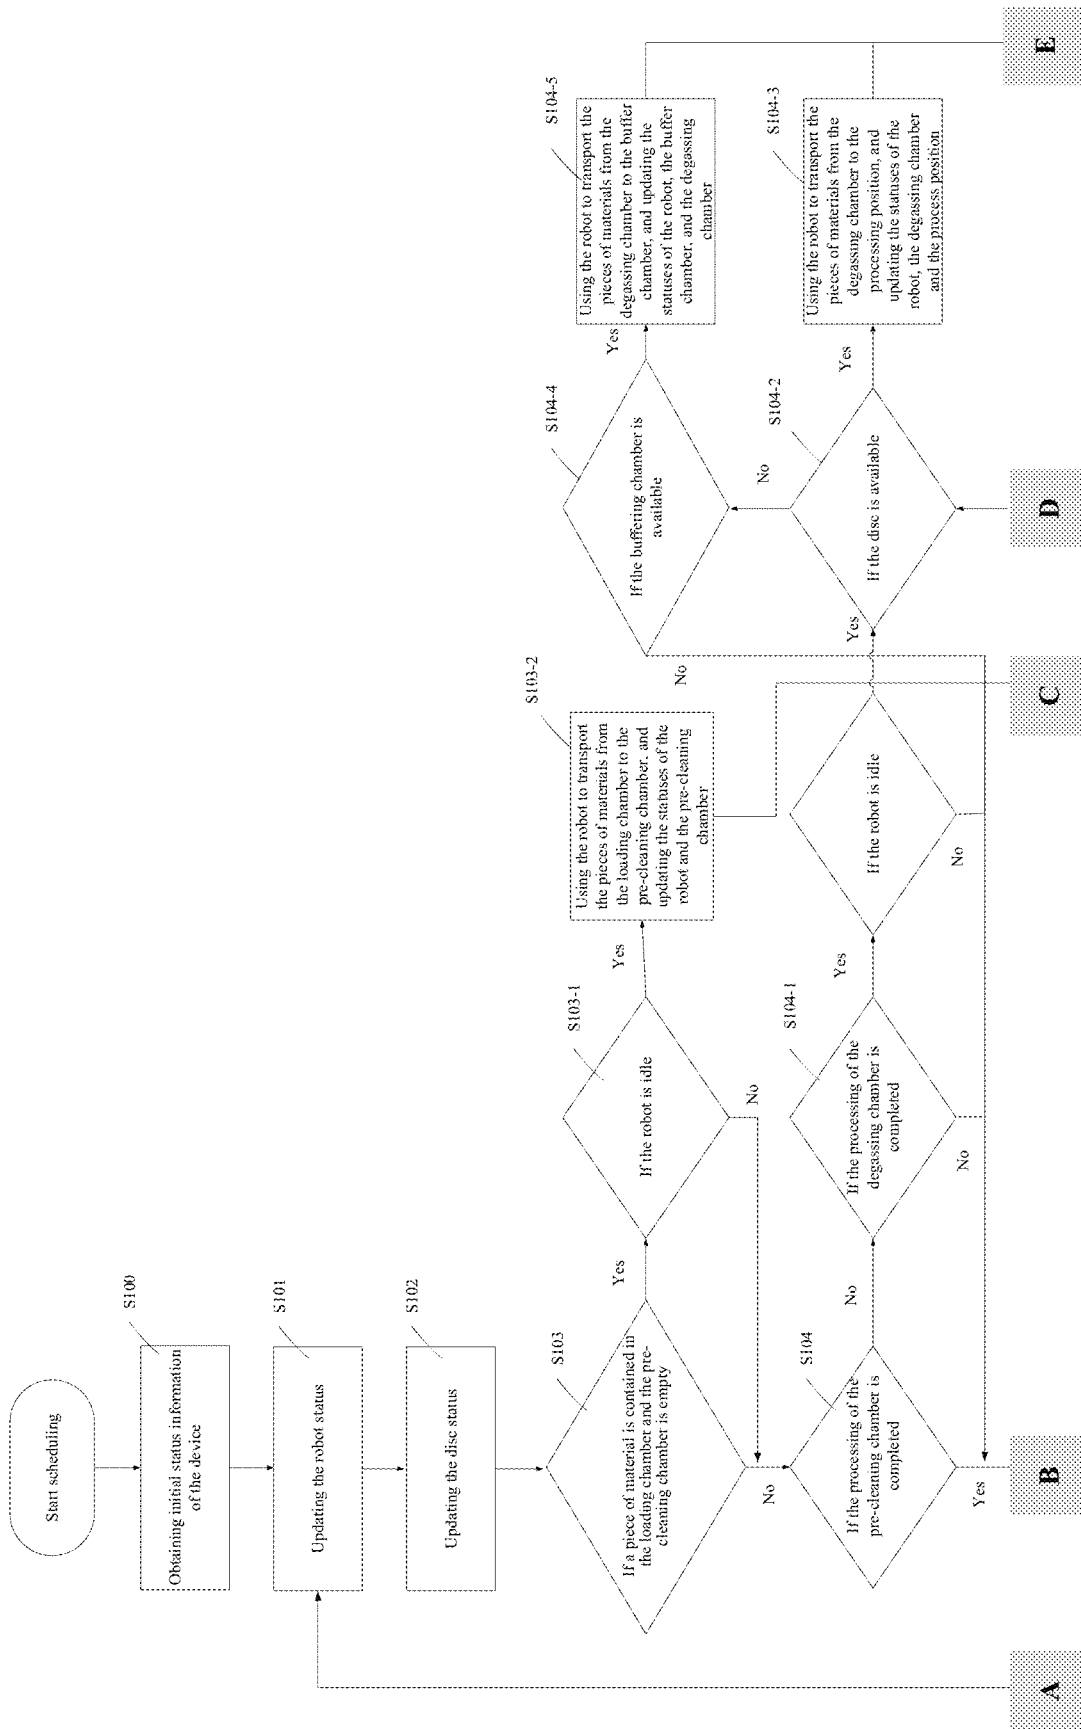 Start scheduling
S100
Obtaining initial status information
of the device
S101
Updating the robot status
S102
Updating the disc status
S103
If a piece of material is contained in
the loading chamber and the pre-
cleaning chamber is empty
Yes
No
S103-1
If the robot is idle
Yes
No
S103-2
Using the robot to transport
the pieces of materials from
the loading chamber to the
pre-cleaning chamber, and
updating the statuses of the
robot and the pre-cleaning
chamber
S104
If the processing of the
pre-cleaning chamber is
completed
No
Yes
S104-1
If the processing of the
degassing chamber is
completed
Yes
No
If the robot is idle
Yes
No
S104-2
If the disc is available
Yes
No
S104-3
Using the robot to transport the
pieces of materials from the
degassing chamber to the
processing position, and
updating the statuses of the
robot, the degassing chamber
and the process position
S104-4
If the buffering chamber is
available
Yes
No
S104-5
Using the robot to transport the
pieces of materials from the
degassing chamber to the buffer
chamber, and updating the
statuses of the robot, the buffer
chamber, and the degassing
chamber
A
B
C
D
E